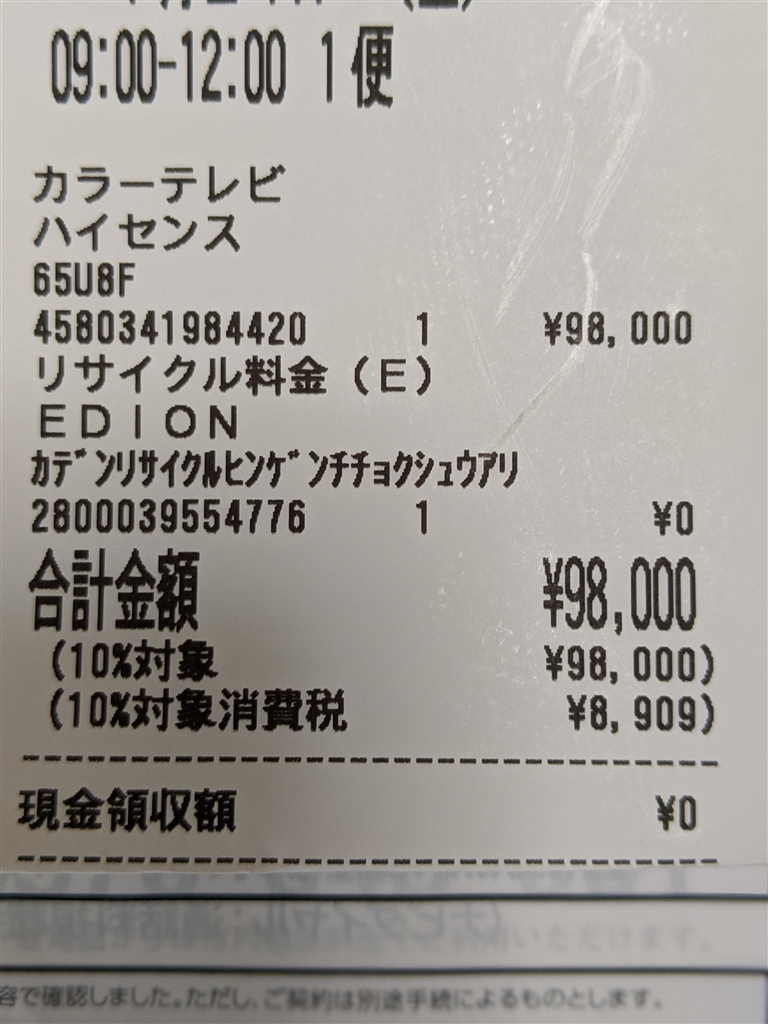 09:00-12:00 1便
カラーテレビ
ハイセンス
65U8F
4580341984420 1 ¥98,000
リサイクル料金(E)
EDION
ｶﾃﾞﾝﾘｻｲｸﾙﾋﾝｹﾞﾝﾁﾁｮｸｼｭｳｱﾘ
2800039554776 1 ¥0
合計金額 ¥98,000
(10%対象 ¥98,000)
(10%対象消費税 ¥8,909)
現金領収額 ¥0
容で確認しました。ただし、ご契約は別途手続によるものとします。